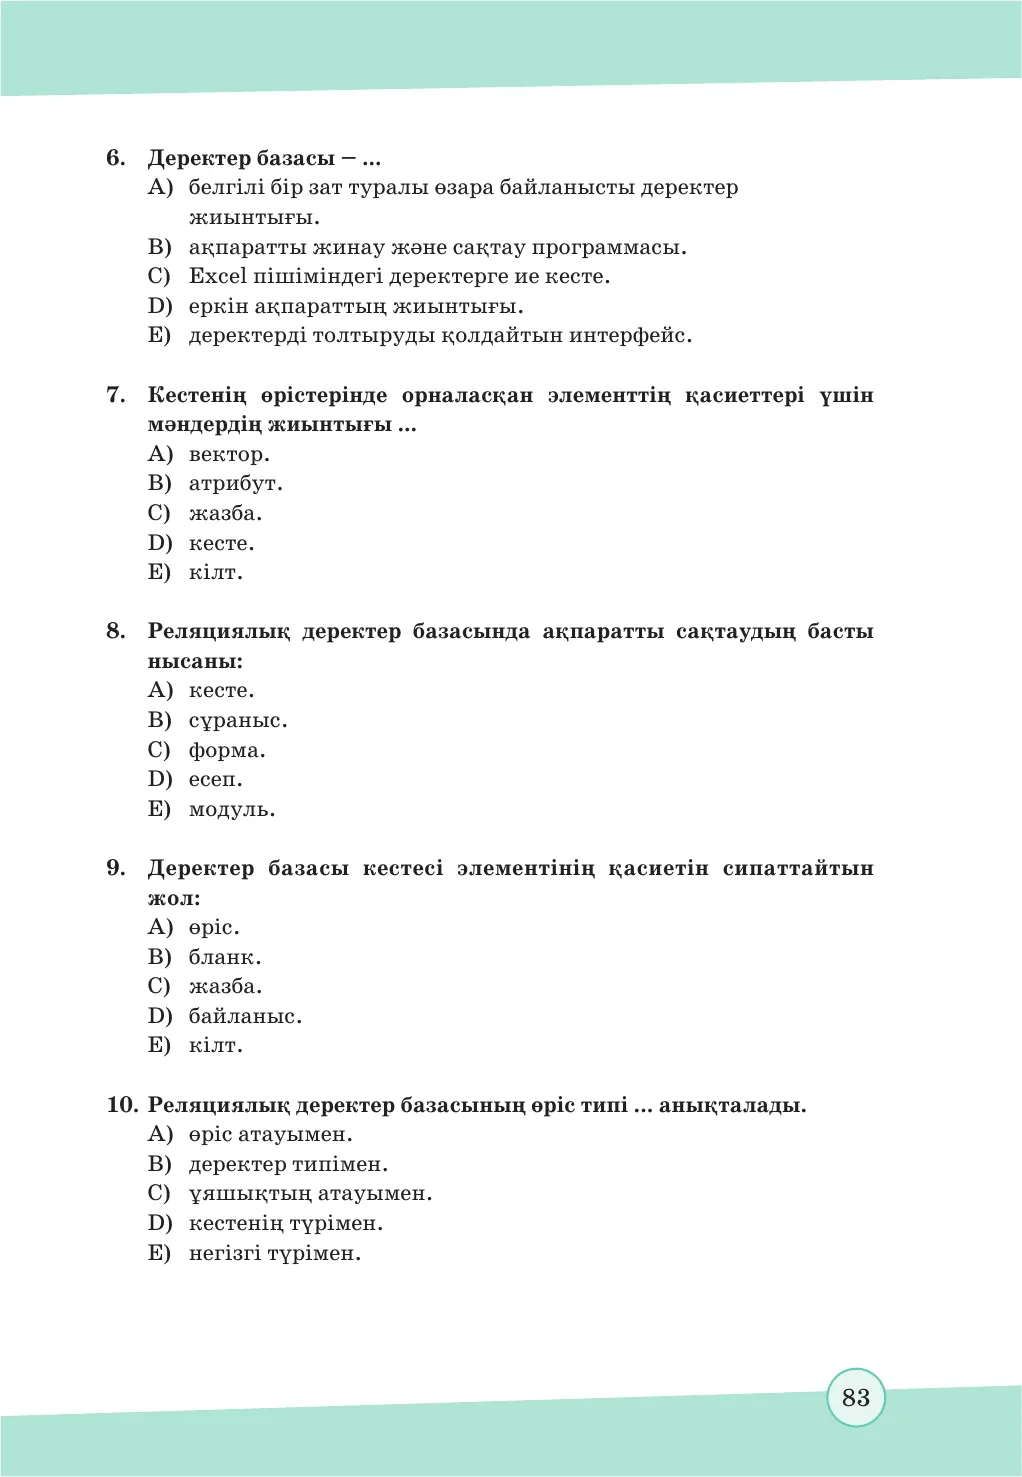 6. Деректер базасы – ...
A) белгілі бір зат туралы өзара байланысты деректер
жиынтығы.
B) ақпаратты жинау және сақтау программасы.
C) Excel пішіміндегі деректерге ие кесте.
D) еркін ақпараттың жиынтығы.
E) деректерді толтыруды қолдайтын интерфейс.
7. Кестенің өрістерінде орналасқан элементтің қасиеттері үшін
мәндердің жиынтығы ...
A) вектор.
B) атрибут.
C) жазба.
D) кесте.
E) кілт.
8. Реляциялық деректер базасында ақпаратты сақтаудың басты
нысаны:
A) кесте.
B) сұраныс.
C) форма.
D) есеп.
E) модуль.
9. Деректер базасы кестесі элементінің қасиетін сипаттайтын
жол:
A) өріс.
B) бланк.
C) жазба.
D) байланыс.
E) кілт.
10. Реляциялық деректер базасының өріс типі ... анықталады.
A) өріс атауымен.
B) деректер типімен.
C) ұяшықтың атауымен.
D) кестенің түрімен.
E) негізгі түрімен.
83